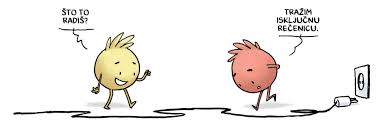 ŠTO TO
RADIŠ?
TRAŽIM
ISKLJUČNU
REČENICU.